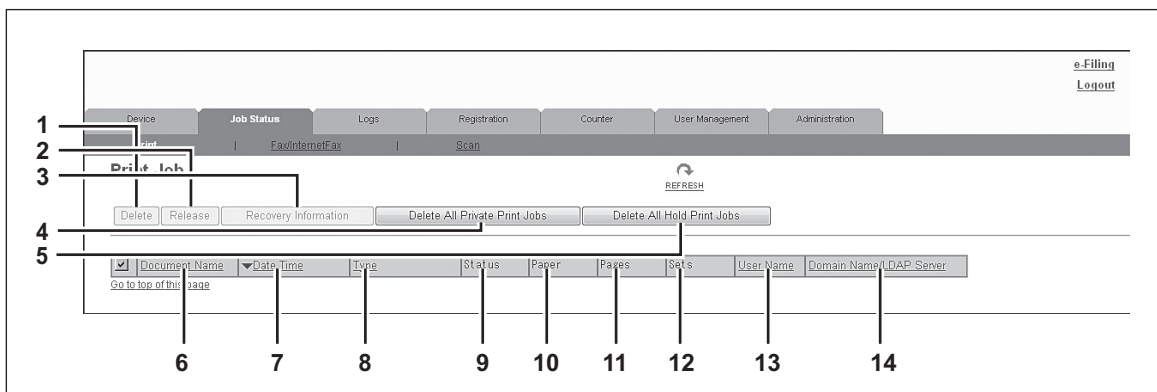 e-Filing
Logout
Device Job Status Logs Registration Counter User Management Administration
1
Print | Fax/InternetFax | Scan
2
Print Job
3
REFRESH
Delete Release Recovery Information Delete All Private Print Jobs Delete All Hold Print Jobs
4
5
Document Name Date Time Type Status Paper Pages Sets User Name Domain Name/LDAP Server
Go to top of this page
6 7 8 9 10 11 12 13 14